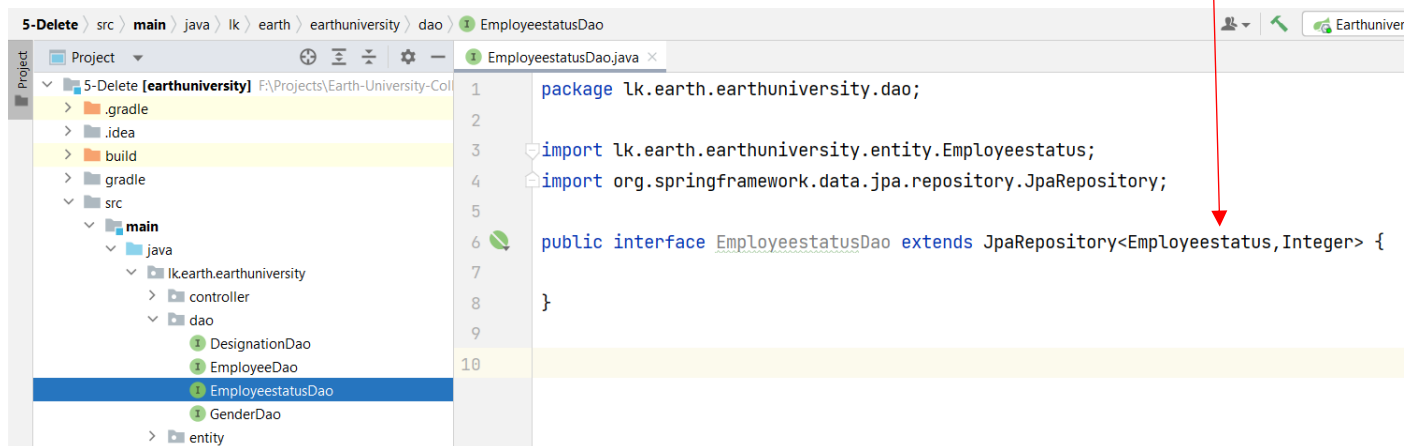 5-Delete src main java lk earth earthuniversity dao EmployeestatusDao Earthuniver
Project
Project EmployeestatusDao.java
5-Delete [earthuniversity] F:\Projects\Earth-University-Coll
.gradle
.idea
build
gradle
src
main
java
lk.earth.earthuniversity
controller
dao
DesignationDao
EmployeeDao
EmployeestatusDao
GenderDao
entity
1 package lk.earth.earthuniversity.dao;
2
3 import lk.earth.earthuniversity.entity.Employeestatus;
4 import org.springframework.data.jpa.repository.JpaRepository;
5
6 public interface EmployeestatusDao extends JpaRepository<Employeestatus,Integer> {
7
8 }
9
10